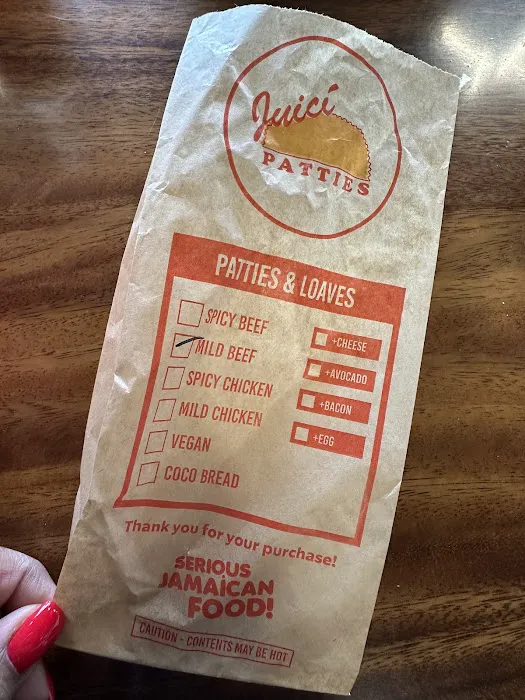 Juici
PATTIES
PATTIES & LOAVES
SPICY BEEF
MILD BEEF
SPICY CHICKEN
MILD CHICKEN
VEGAN
COCO BREAD
+CHEESE
+AVOCADO
+BACON
+EGG
Thank you for your purchase!
SERIOUS
JAMAICAN
FOOD!
CAUTION - CONTENTS MAY BE HOT